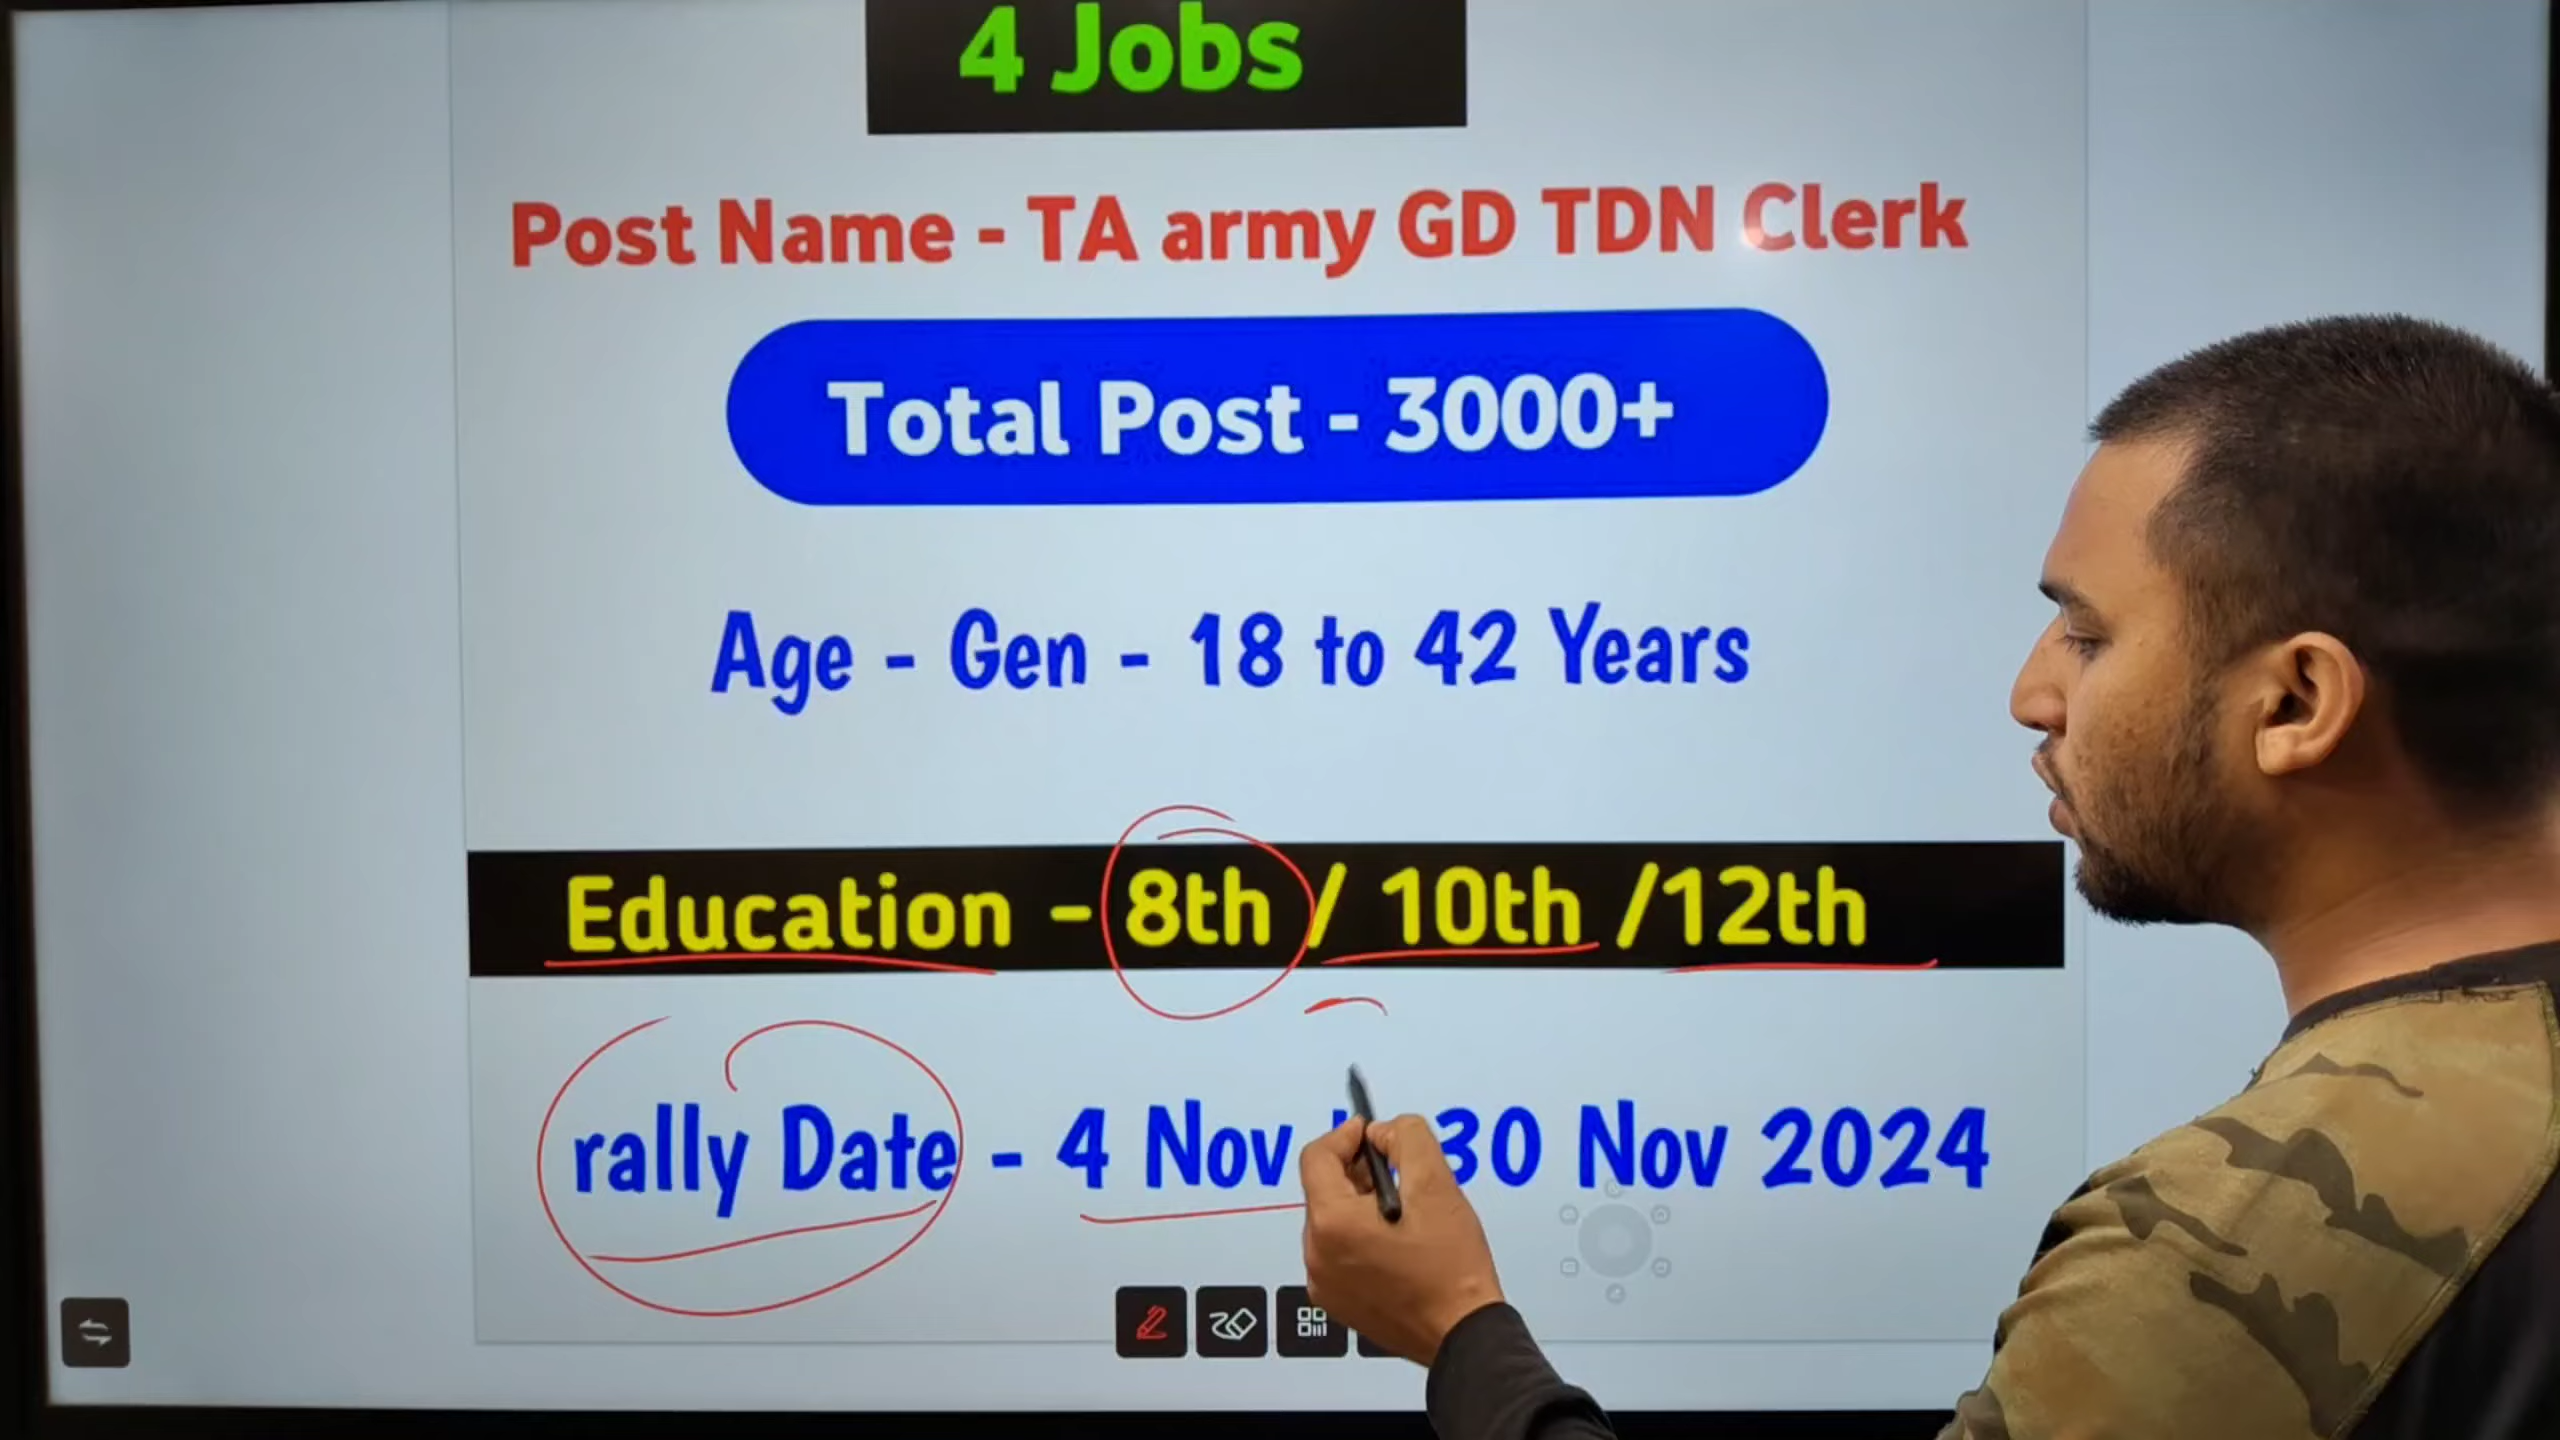 4 Jobs
Post Name - TA army GD TDN Clerk
Total Post - 3000+
Age - Gen - 18 to 42 Years
Education - 8th / 10th /12th
rally Date - 4 Nov 30 Nov 2024